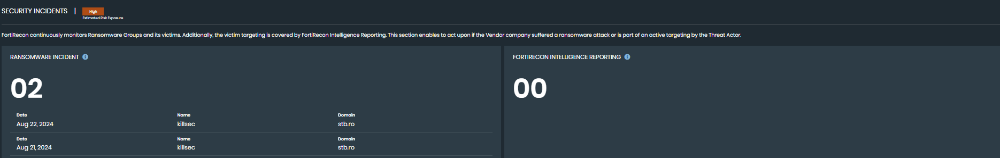 SECURITY INCIDENTS |
High
Estimated Risk Exposure
FortiRecon continuously monitors Ransomware Groups and its victims. Additionally, the victim targeting is covered by FortiRecon Intelligence Reporting. This section enables to act upon if the Vendor company suffered a ransomware attack or is part of an active targeting by the Threat Actor.
RANSOMWARE INCIDENT
02
Date Name Domain
Aug 22, 2024 killsec stb.ro
Date Name Domain
Aug 21, 2024 killsec stb.ro
FORTIRECON INTELLIGENCE REPORTING
00